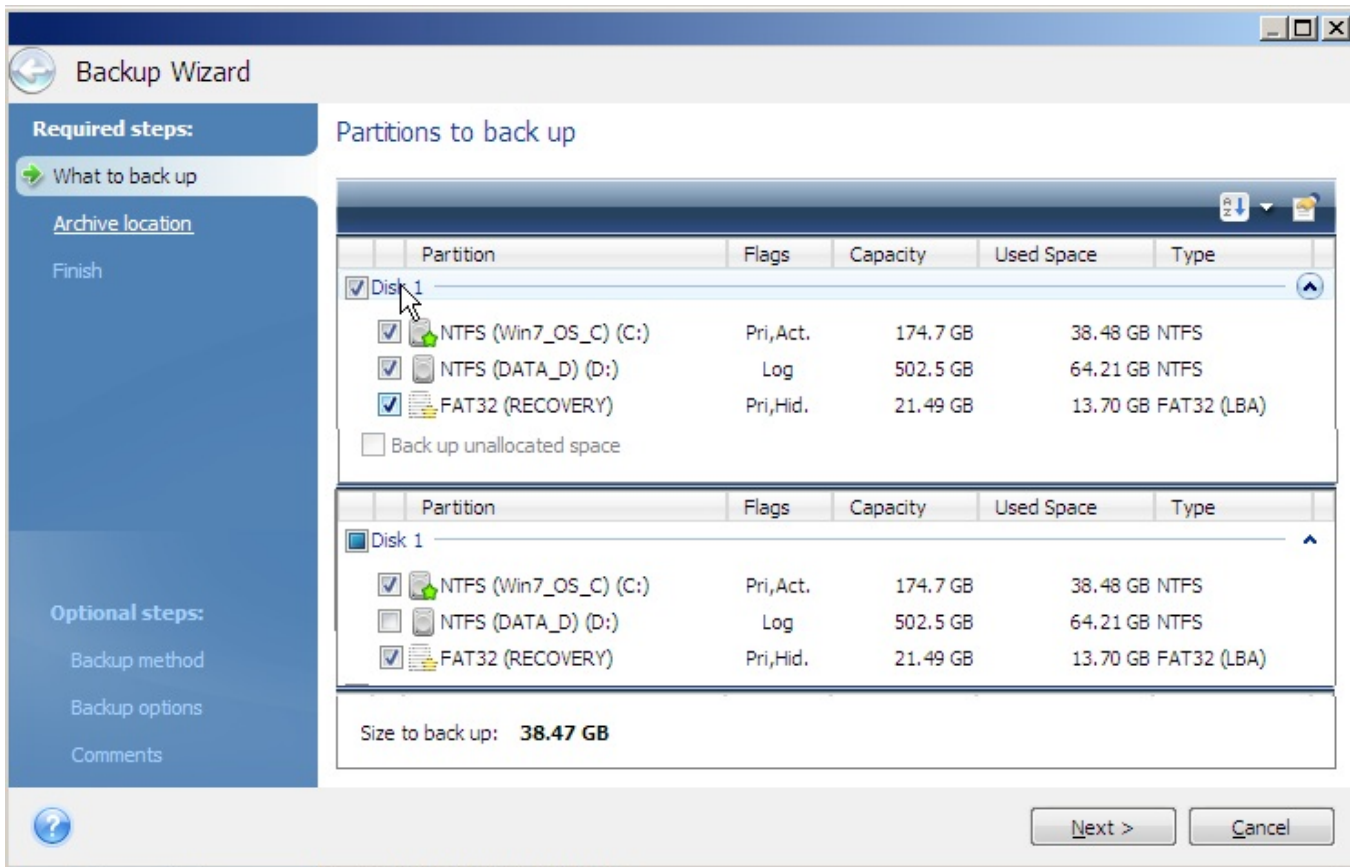 Backup Wizard
Required steps:
What to back up
Archive location
Finish
Optional steps:
Backup method
Backup options
Comments
Partitions to back up
Partition Flags Capacity Used Space Type
Disk 1
NTFS (Win7_OS_C) (C:) Pri,Act. 174.7 GB 38.48 GB NTFS
NTFS (DATA_D) (D:) Log 502.5 GB 64.21 GB NTFS
FAT32 (RECOVERY) Pri,Hid. 21.49 GB 13.70 GB FAT32 (LBA)
Back up unallocated space
Partition Flags Capacity Used Space Type
Disk 1
NTFS (Win7_OS_C) (C:) Pri,Act. 174.7 GB 38.48 GB NTFS
NTFS (DATA_D) (D:) Log 502.5 GB 64.21 GB NTFS
FAT32 (RECOVERY) Pri,Hid. 21.49 GB 13.70 GB FAT32 (LBA)
Size to back up: 38.47 GB
Next > Cancel